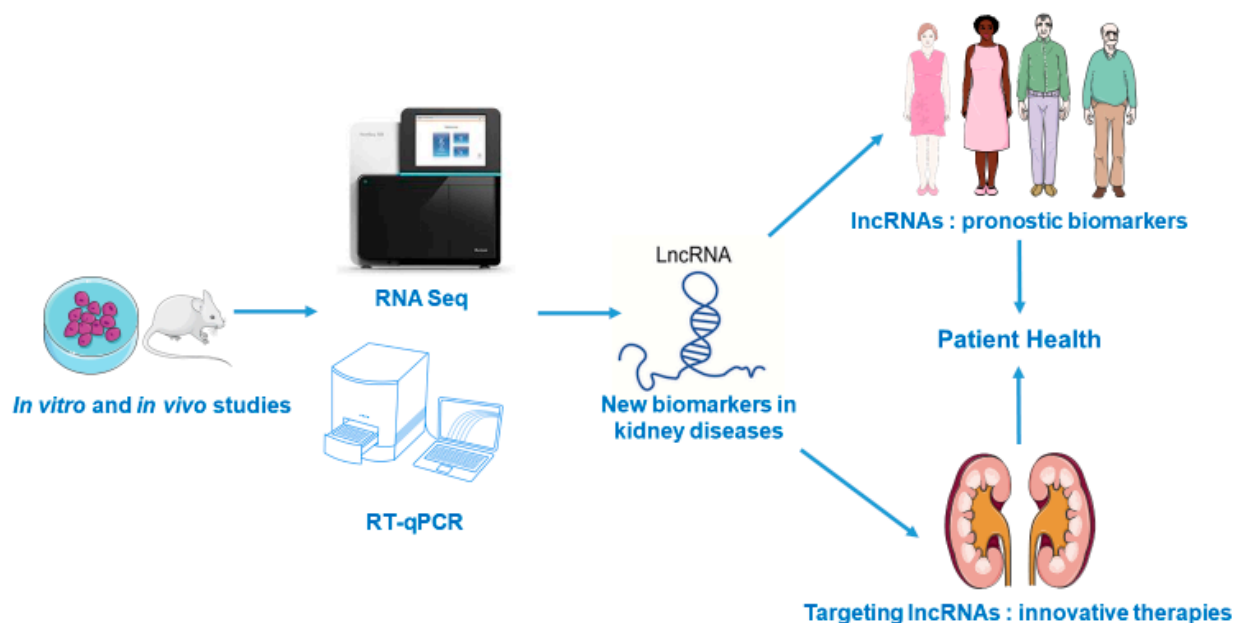 In vitro and in vivo studies
RNA Seq
RT-qPCR
LncRNA
New biomarkers in
kidney diseases
lncRNAs : pronostic biomarkers
Patient Health
Targeting lncRNAs : innovative therapies